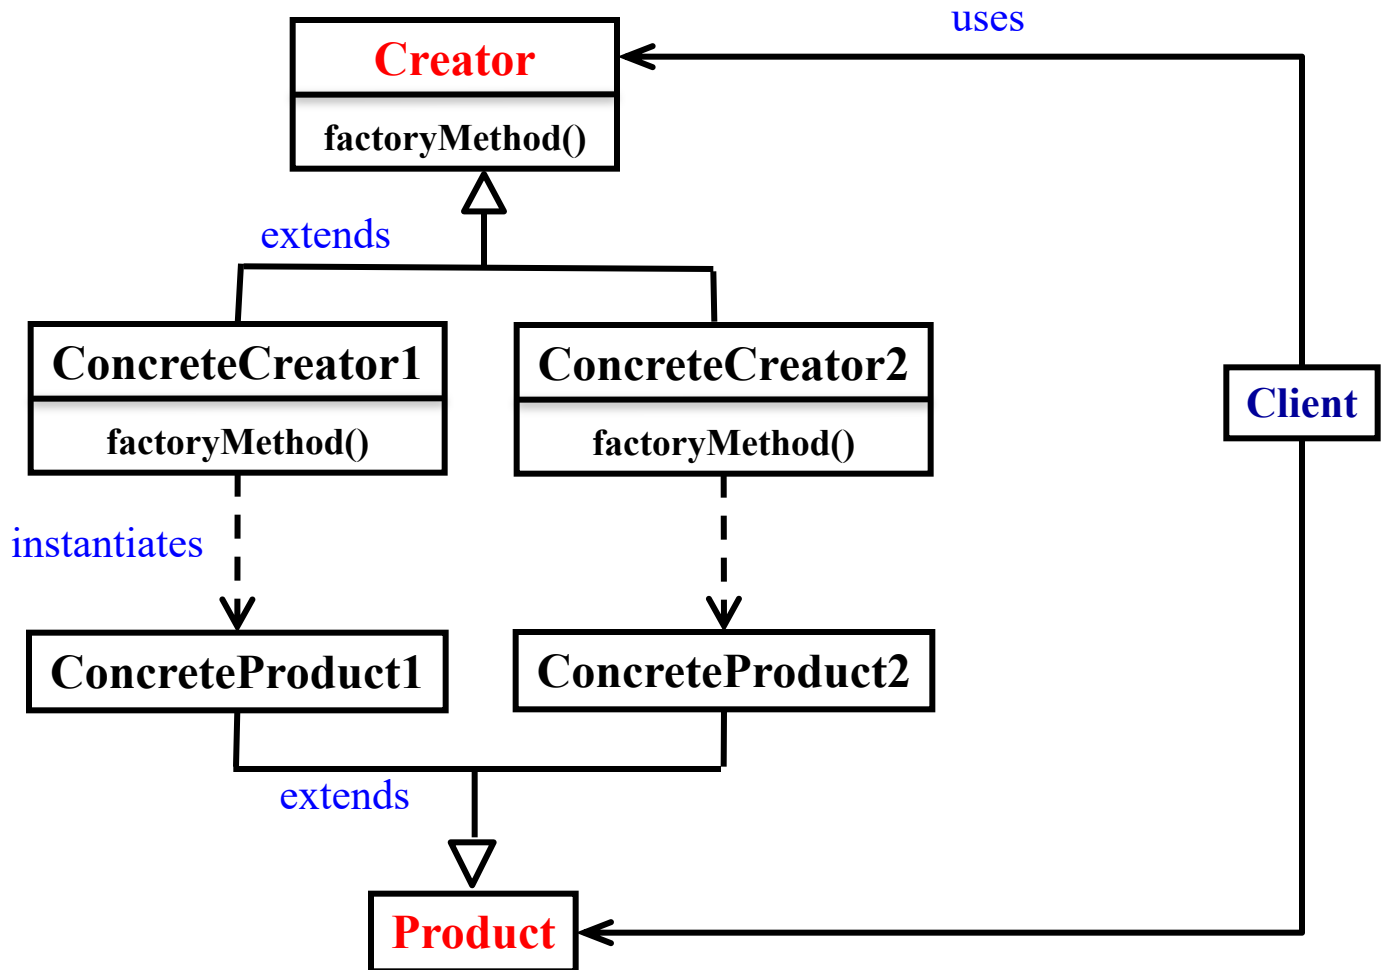 uses
Creator
factoryMethod()
extends
ConcreteCreator1
ConcreteCreator2
Client
factoryMethod()
factoryMethod()
instantiates
ConcreteProduct1
ConcreteProduct2
extends
Product